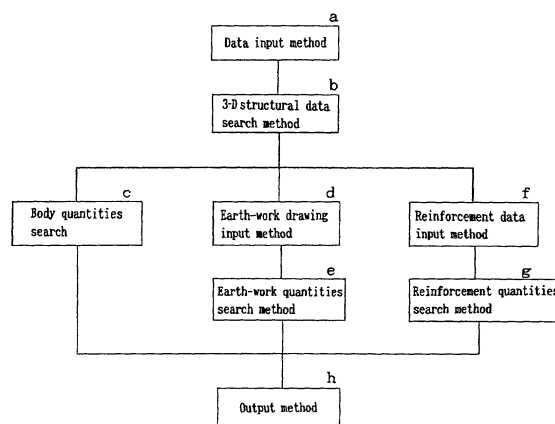 a
Data input method
b
3-D structural data
search method
c
Body quantities
search
d
Earth-work drawing
input method
f
Reinforcement data
input method
e
Earth-work quantities
search method
g
Reinforcement quantities
search method
h
Output method